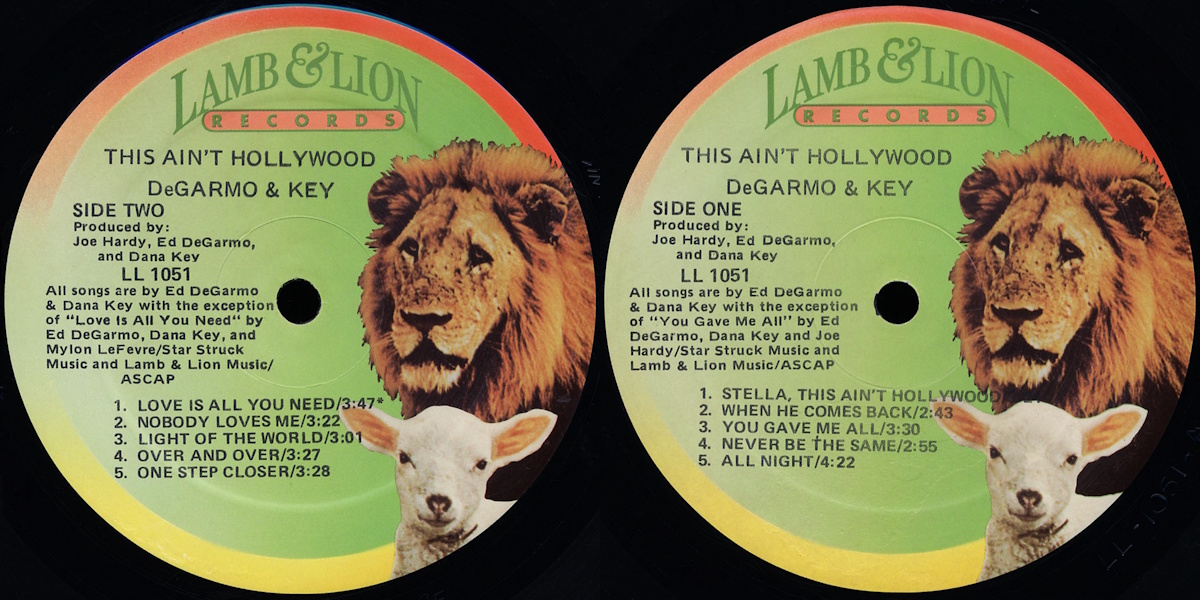 LAMB & LION
RECORDS
THIS AIN'T HOLLYWOOD
DeGARMO & KEY
SIDE TWO
Produced by:
Joe Hardy, Ed DeGarmo,
and Dana Key
LL 1051
All songs are by Ed DeGarmo
& Dana Key with the exception
of "Love Is All You Need" by
Ed DeGarmo, Dana Key, and
Mylon LeFevre/Star Struck
Music and Lamb & Lion Music/
ASCAP
1. LOVE IS ALL YOU NEED/3:47*
2. NOBODY LOVES ME/3:22
3. LIGHT OF THE WORLD/3:01
4. OVER AND OVER/3:27
5. ONE STEP CLOSER/3:28
LAMB & LION
RECORDS
THIS AIN'T HOLLYWOOD
DeGARMO & KEY
SIDE ONE
Produced by:
Joe Hardy, Ed DeGarmo,
and Dana Key
LL 1051
All songs are by Ed DeGarmo
& Dana Key with the exception
of "You Gave Me All" by Ed
DeGarmo, Dana Key and Joe
Hardy/Star Struck Music and
Lamb & Lion Music/ASCAP
1. STELLA, THIS AIN'T HOLLYWOOD
2. WHEN HE COMES BACK/2:43
3. YOU GAVE ME ALL/3:30
4. NEVER BE THE SAME/2:55
5. ALL NIGHT/4:22